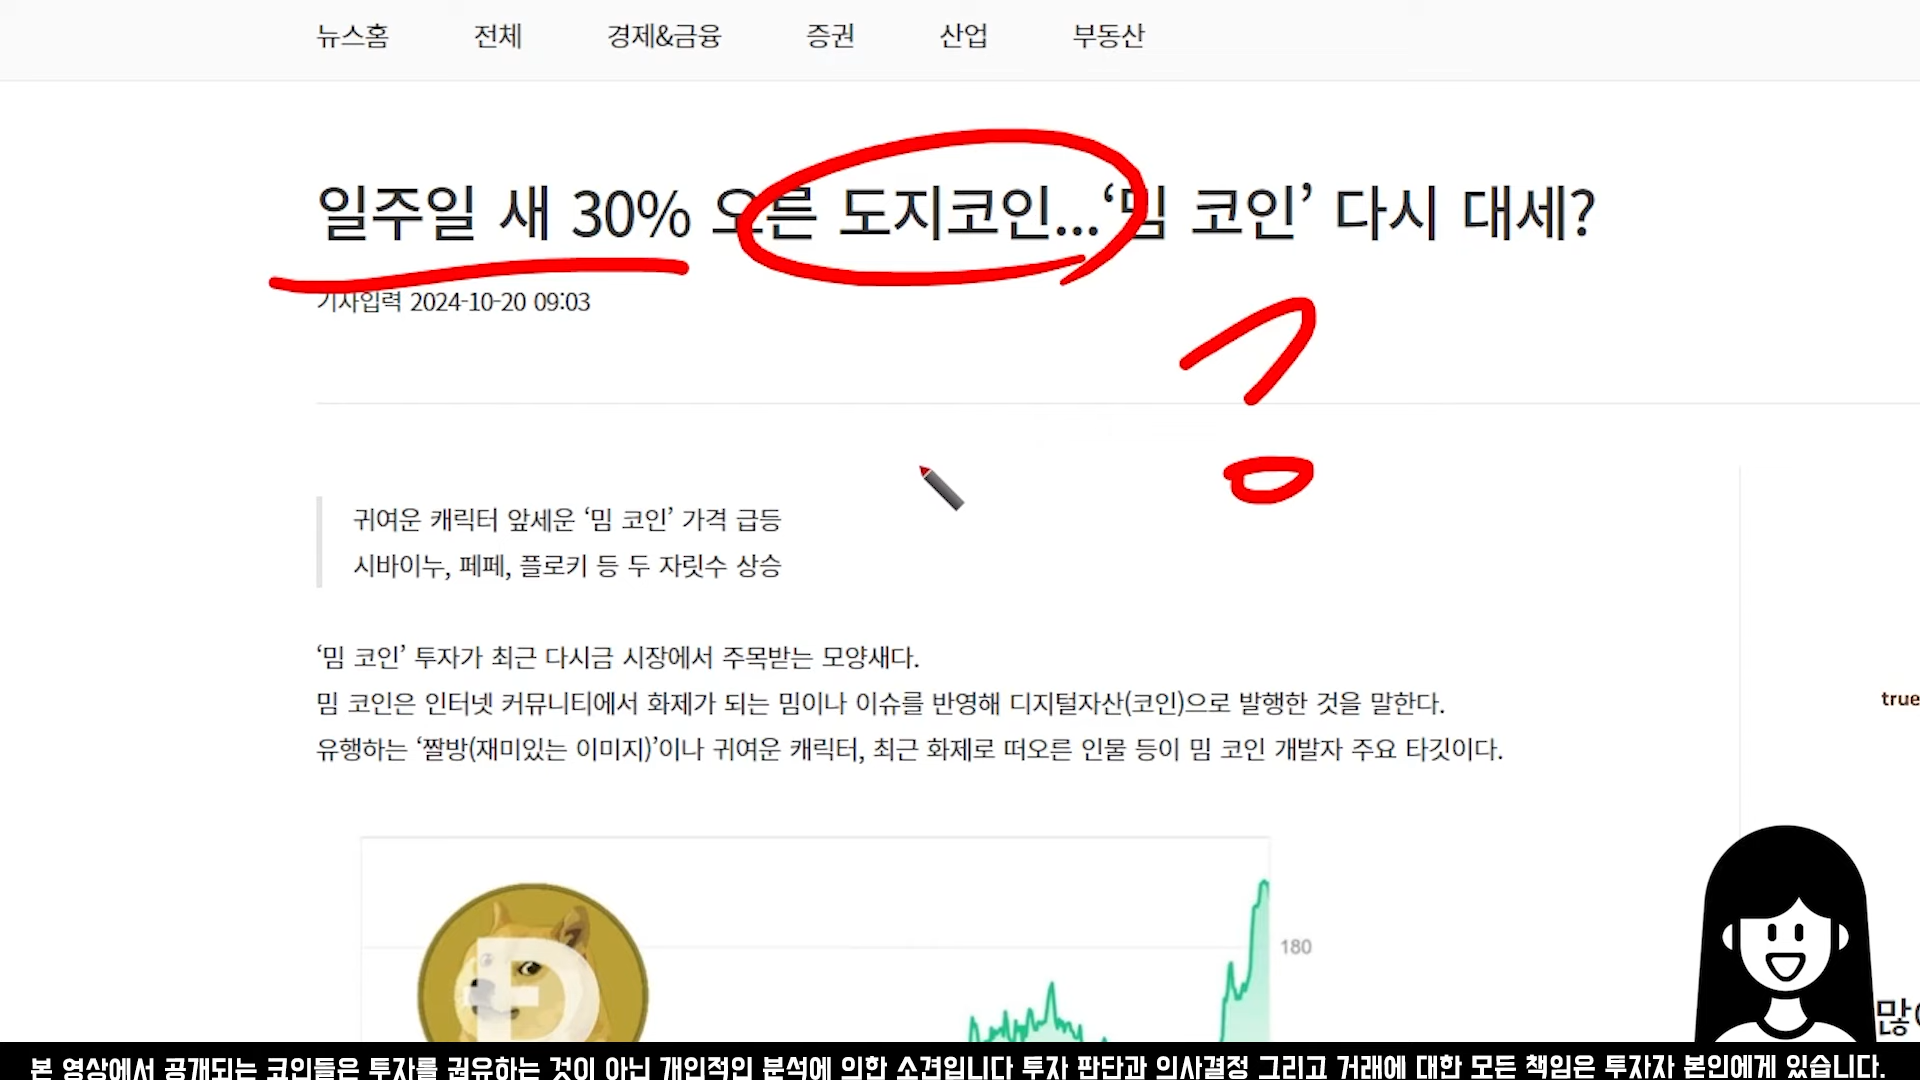 뉴스홈 전체 경제&금융 증권 산업 부동산
일주일 새 30% 오른 도지코인...‘밈 코인’ 다시 대세?
기사입력 2024-10-20 09:03
?
귀여운 캐릭터 앞세운 ‘밈 코인’ 가격 급등
시바이누, 페페, 플로키 등 두 자릿수 상승
‘밈 코인’ 투자가 최근 다시금 시장에서 주목받는 모양새다.
밈 코인은 인터넷 커뮤니티에서 화제가 되는 밈이나 이슈를 반영해 디지털자산(코인)으로 발행한 것을 말한다.
true
유행하는 ‘짤방(재미있는 이미지)’이나 귀여운 캐릭터, 최근 화제로 떠오른 인물 등이 밈 코인 개발자 주요 타깃이다.
180
Ð
본 영상에서 공개되는 코인들은 투자를 권유하는 것이 아닌 개인적인 분석에 의한 소견입니다 투자 판단과 의사결정 그리고 거래에 대한 모든 책임은 투자자 본인에게 있습니다.